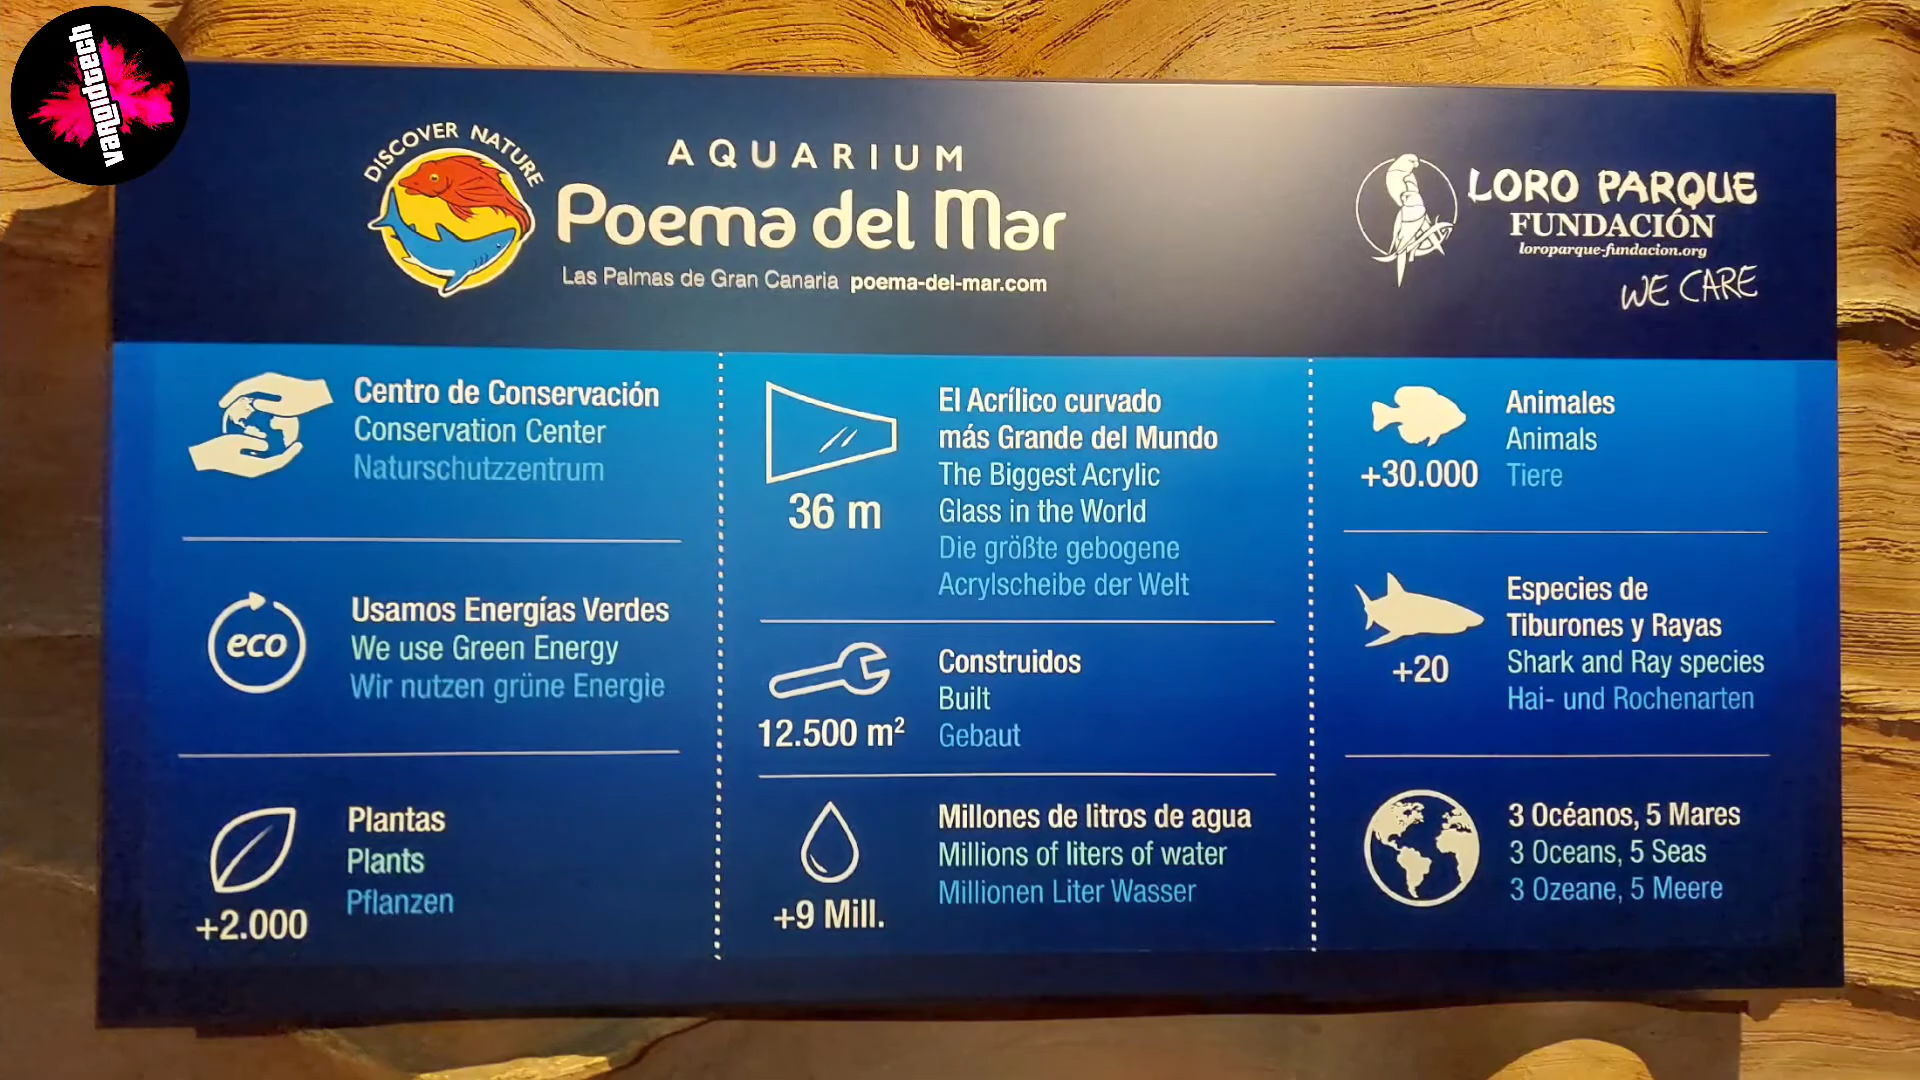 vandidtech
DISCOVER NATURE
AQUARIUM
Poema del Mar
Las Palmas de Gran Canaria poema-del-mar.com
LORO PARQUE
FUNDACIÓN
loroparque-fundacion.org
WE CARE
Centro de Conservación
Conservation Center
Naturschutzzentrum
eco
Usamos Energías Verdes
We use Green Energy
Wir nutzen grüne Energie
+2.000
Plantas
Plants
Pflanzen
36 m
El Acrílico curvado
más Grande del Mundo
The Biggest Acrylic
Glass in the World
Die größte gebogene
Acrylscheibe der Welt
12.500 m²
Construidos
Built
Gebaut
+9 Mill.
Millones de litros de agua
Millions of liters of water
Millionen Liter Wasser
+30.000
Animales
Animals
Tiere
+20
Especies de
Tiburones y Rayas
Shark and Ray species
Hai- und Rochenarten
3 Océanos, 5 Mares
3 Oceans, 5 Seas
3 Ozeane, 5 Meere